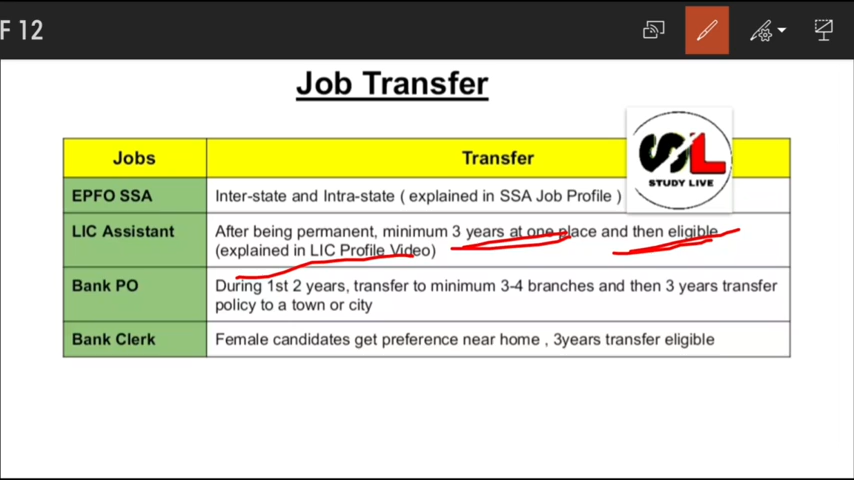 F 12
Job Transfer
Jobs Transfer
SL
STUDY LIVE
EPFO SSA Inter-state and Intra-state ( explained in SSA Job Profile )
LIC Assistant After being permanent, minimum 3 years at one place and then eligible
(explained in LIC Profile Video)
Bank PO During 1st 2 years, transfer to minimum 3-4 branches and then 3 years transfer
policy to a town or city
Bank Clerk Female candidates get preference near home , 3years transfer eligible